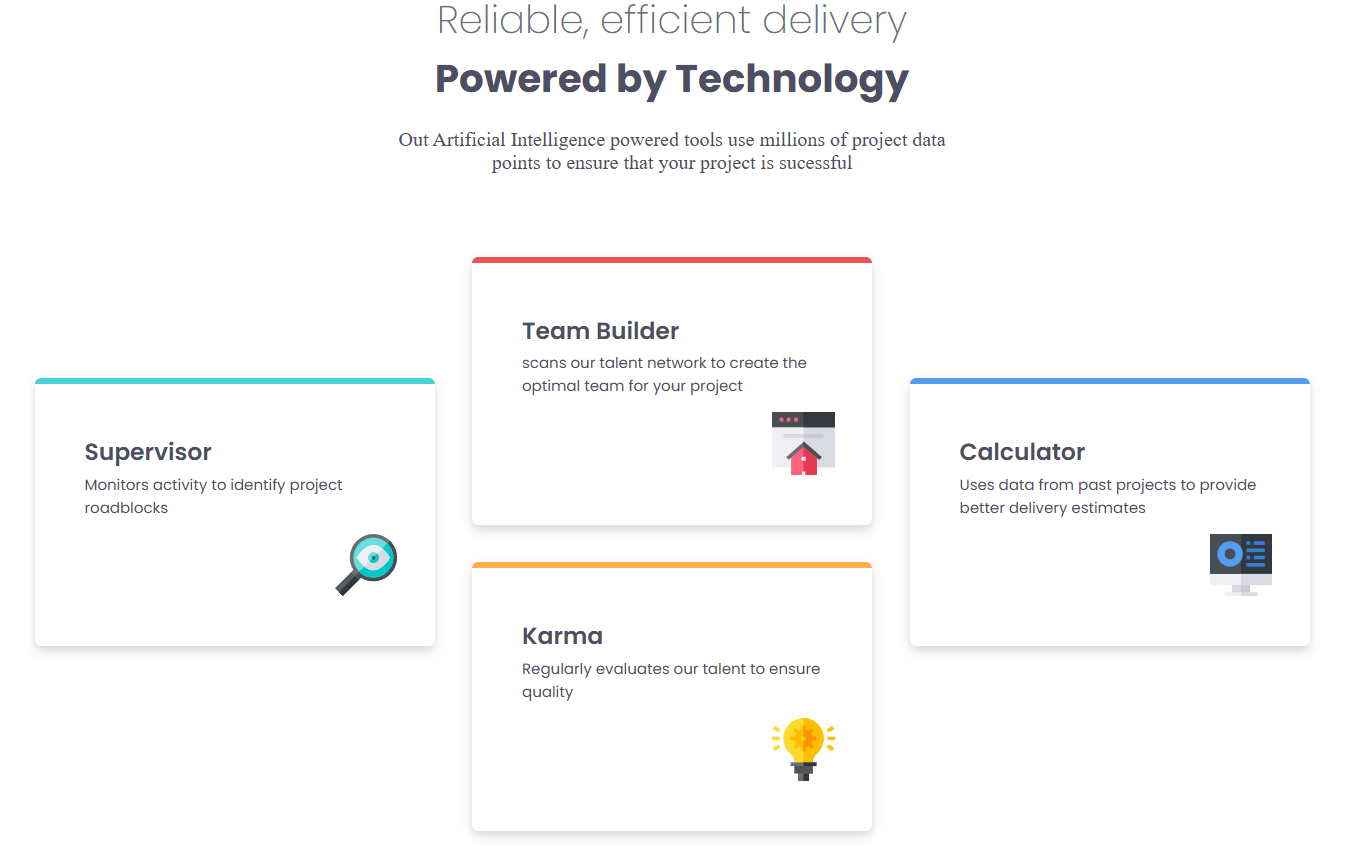 Reliable, efficient delivery
Powered by Technology
Out Artificial Intelligence powered tools use millions of project data
points to ensure that your project is sucessful
Team Builder
scans our talent network to create the
optimal team for your project
Supervisor
Monitors activity to identify project
roadblocks
Calculator
Uses data from past projects to provide
better delivery estimates
Karma
Regularly evaluates our talent to ensure
quality